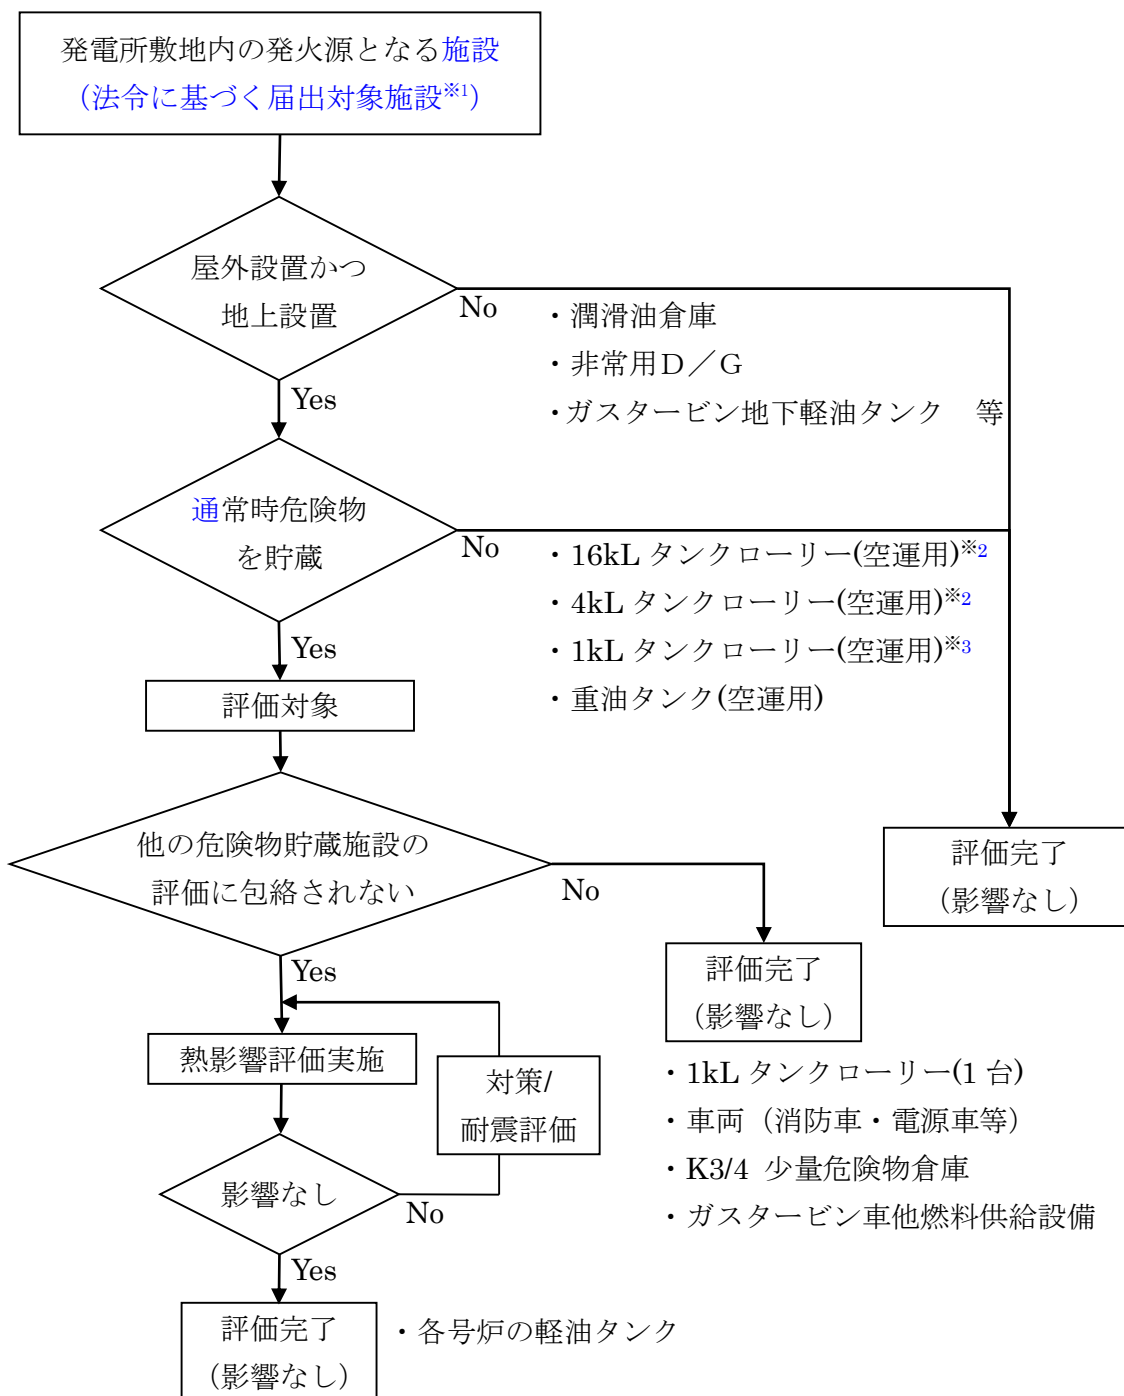 発電所敷地内の発火源となる施設
（法令に基づく届出対象施設※1）
屋外設置かつ
地上設置
No
・潤滑油倉庫
・非常用Ｄ／Ｇ
・ガスタービン地下軽油タンク　等
Yes
通常時危険物
を貯蔵
No
・16kL タンクローリー(空運用)※2
・4kL タンクローリー(空運用)※2
・1kL タンクローリー(空運用)※3
・重油タンク(空運用)
Yes
評価対象
他の危険物貯蔵施設の
評価に包絡されない
No
評価完了
（影響なし）
評価完了
（影響なし）
・1kL タンクローリー(1 台)
・車両（消防車・電源車等）
・K3/4 少量危険物倉庫
・ガスタービン車他燃料供給設備
Yes
熱影響評価実施
対策/
耐震評価
影響なし
No
Yes
評価完了
（影響なし）
・各号炉の軽油タンク